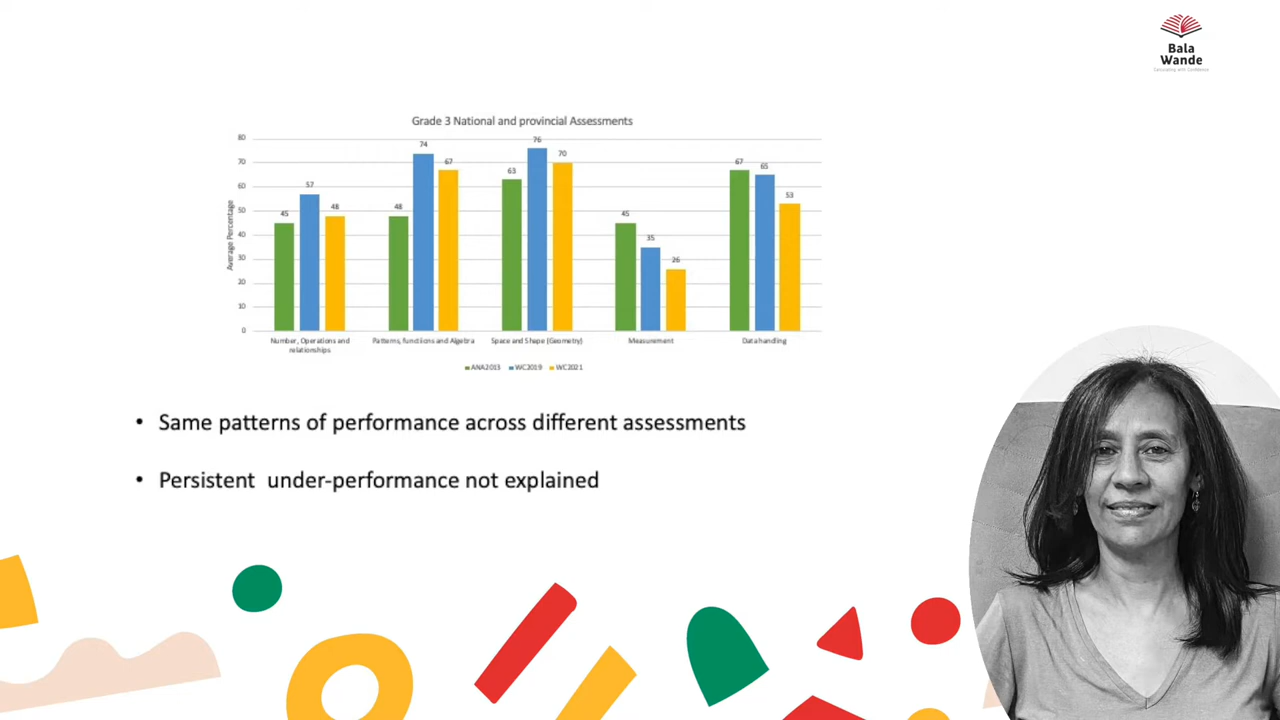 Bala
Wande
Calculating with Confidence
Grade 3 National and provincial Assessments
Average Percentage
80
70
60
50
40
30
20
10
0
45
57
48
48
74
67
63
76
70
45
35
26
67
65
53
Number, Operations and
relationships
Patterns, functions and Algebra
Space and Shape (Geometry)
Measurement
Data handling
ANA2013 WC2019 WC2021
• Same patterns of performance across different assessments
• Persistent under-performance not explained